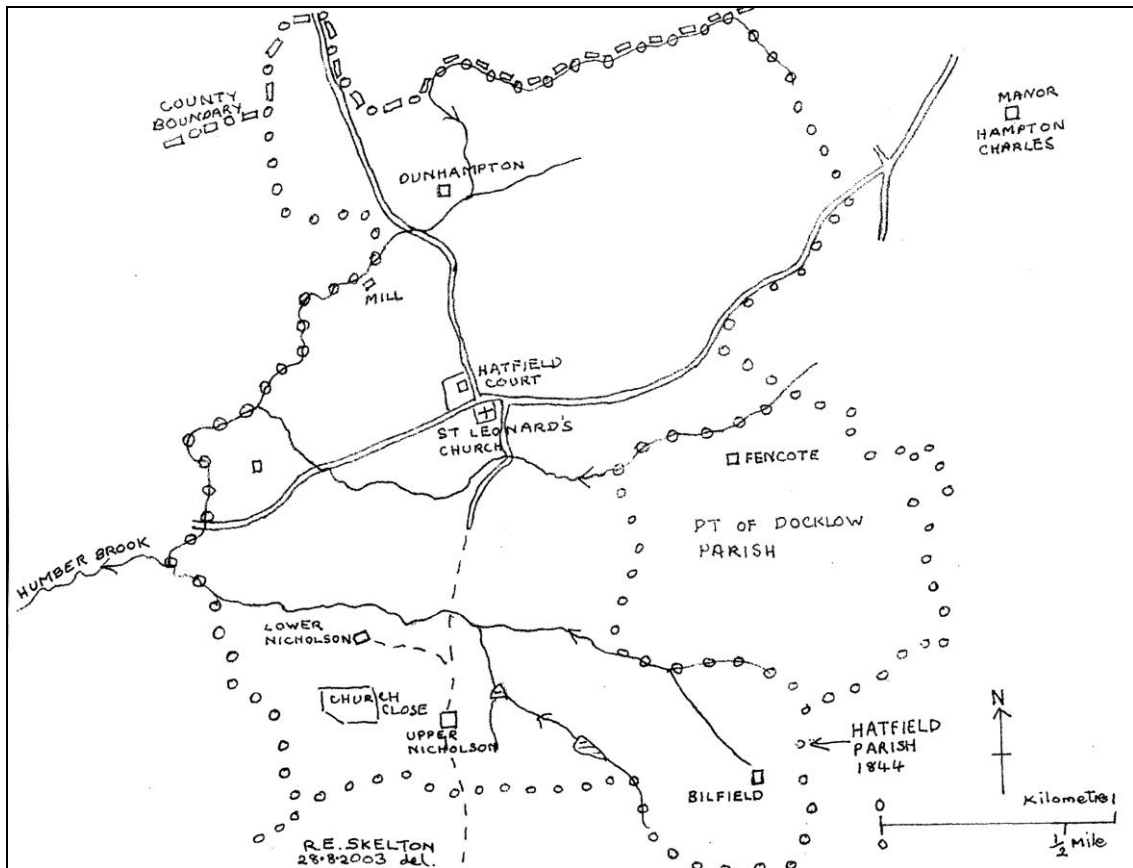 COUNTY
BOUNDARY
MANOR
HAMPTON
CHARLES
DUNHAMPTON
MILL
HATFIELD
COURT
ST LEONARD'S
CHURCH
FENCOTE
PT OF DOCKLOW
PARISH
HUMBER BROOK
LOWER
NICHOLSON
CHURCH
CLOSE
UPPER
NICHOLSON
N
HATFIELD
PARISH
1844
BILFIELD
Kilometre 1
½ Mile
R.E. SKELTON
28·8·2003 del.